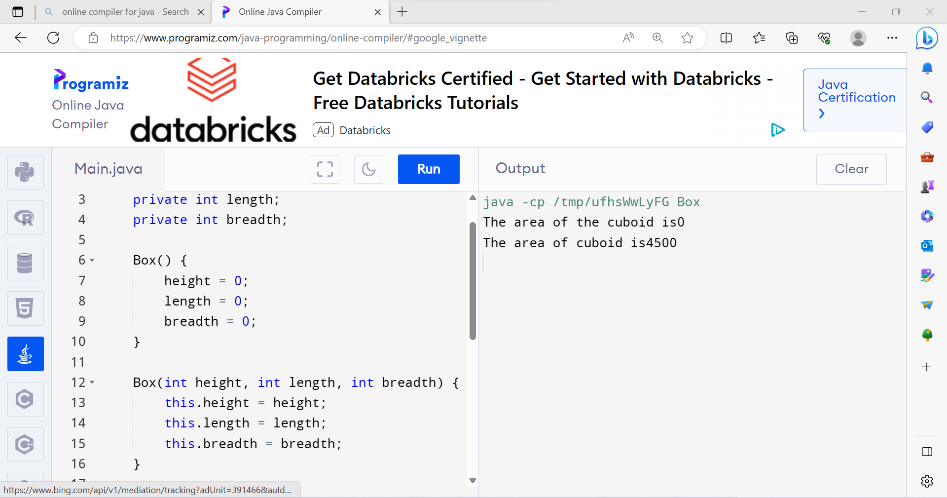 online compiler for java - Search
Online Java Compiler
https://www.programiz.com/java-programming/online-compiler/#google_vignette
Programiz
Online Java
Compiler
databricks
Get Databricks Certified - Get Started with Databricks -
Free Databricks Tutorials
Ad Databricks
Java
Certification
Main.java
Run
Output
Clear
3 private int length;
4 private int breadth;
5
6 Box() {
7 height = 0;
8 length = 0;
9 breadth = 0;
10 }
11
12 Box(int height, int length, int breadth) {
13 this.height = height;
14 this.length = length;
15 this.breadth = breadth;
16 }
java -cp /tmp/ufhsWwLyFG Box
The area of the cuboid is0
The area of cuboid is4500
https://www.bing.com/api/v1/mediation/tracking?adUnit=391466&auId...